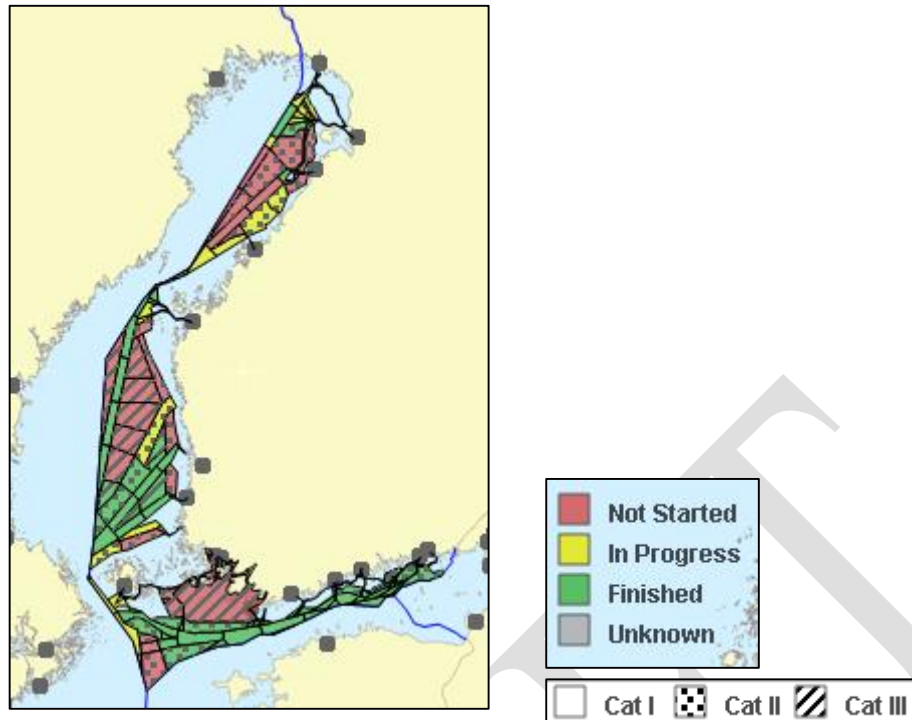 Not Started
In Progress
Finished
Unknown
Cat I Cat II Cat III